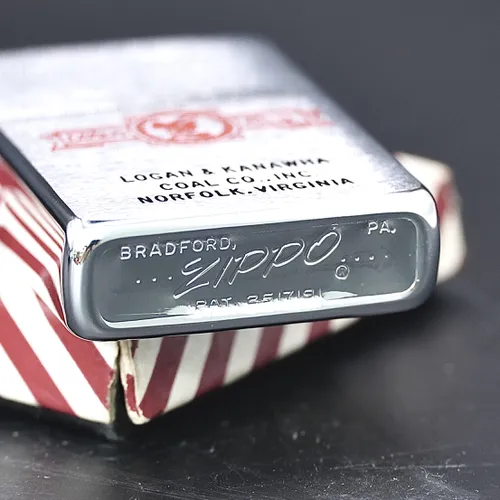 LOGAN & KANAWHA
COAL CO., INC
NORFOLK, VIRGINIA
BRADFORD, PA.
...ZIPPO....
®
PAT. 2517191